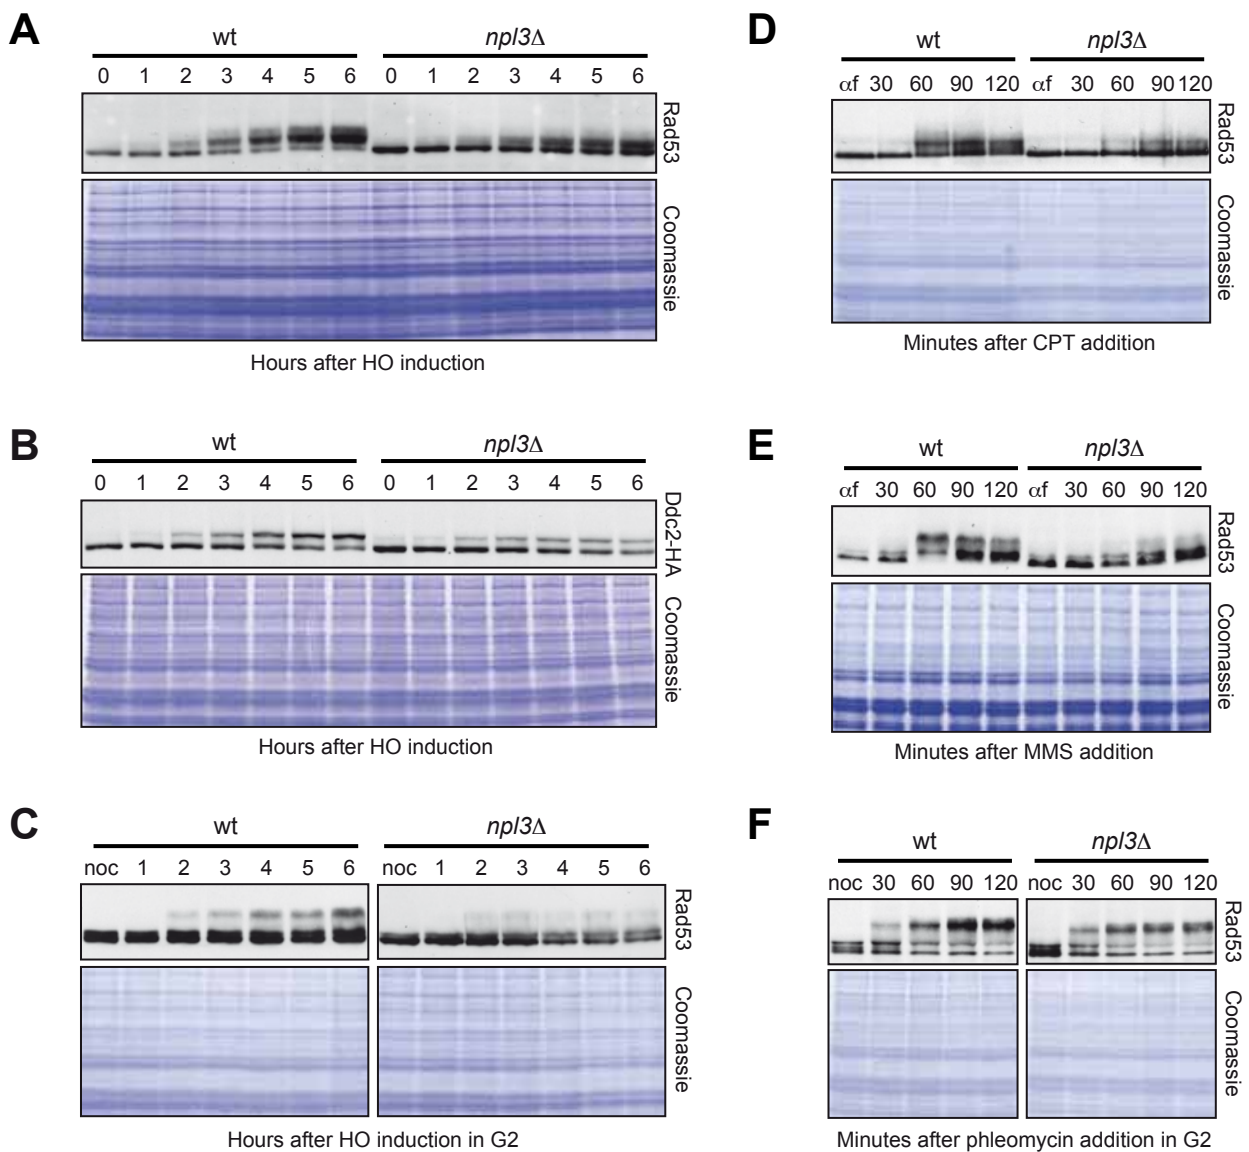 A
wt npl3Δ
0 1 2 3 4 5 6 0 1 2 3 4 5 6
Rad53
Coomassie
Hours after HO induction
B
wt npl3Δ
0 1 2 3 4 5 6 0 1 2 3 4 5 6
Ddc2-HA
Coomassie
Hours after HO induction
C
wt npl3Δ
noc 1 2 3 4 5 6 noc 1 2 3 4 5 6
Rad53
Coomassie
Hours after HO induction in G2
D
wt npl3Δ
αf 30 60 90 120 αf 30 60 90 120
Rad53
Coomassie
Minutes after CPT addition
E
wt npl3Δ
αf 30 60 90 120 αf 30 60 90 120
Rad53
Coomassie
Minutes after MMS addition
F
wt npl3Δ
noc 30 60 90 120 noc 30 60 90 120
Rad53
Coomassie
Minutes after phleomycin addition in G2